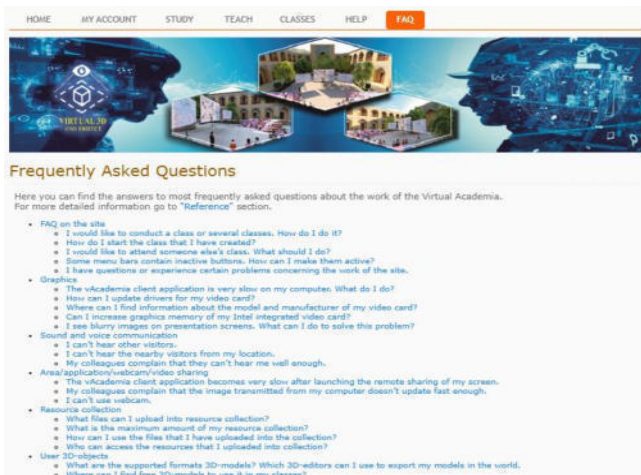 HOME MY ACCOUNT STUDY TEACH CLASSES HELP FAQ
VIRTUAL 3D
Frequently Asked Questions
Here you can find the answers to most frequently asked questions about the work of the Virtual Academia.
For more detailed information go to "Reference" section.
FAQ on the site
I would like to conduct a class or several classes. How do I do it?
How do I start the class that I have created?
I would like to attend someone else's class. What should I do?
Some menu bars contain inactive buttons. How can I make them active?
I have questions or experience certain problems concerning the work of the site.
Graphics
The vAcademia client application is very slow on my computer. What do I do?
How can I update drivers for my video card?
Where can I find information about the model and manufacturer of my video card?
Can I increase graphics memory of my Intel integrated video card?
I see blurry images on presentation screens. What can I do to solve this problem?
Sound and voice communication
I can't hear other visitors.
I can't hear the nearby visitors from my location.
My colleagues complain that they can't hear me well enough.
Area/application/webcam/video sharing
The vAcademia client application becomes very slow after launching the remote sharing of my screen.
My colleagues complain that the image transmitted from my computer doesn't update fast enough.
I can't use webcam.
Resource collection
What files can I upload into resource collection?
What is the maximum amount of my resource collection?
How can I use the files that I have uploaded into the collection?
Who can access the resources that I uploaded into collection?
User 3D-objects
What are the supported formats 3D-models? Which 3D-editors can I use to export my models in the world.
Where can I find free 3D-models to use it in my classes?